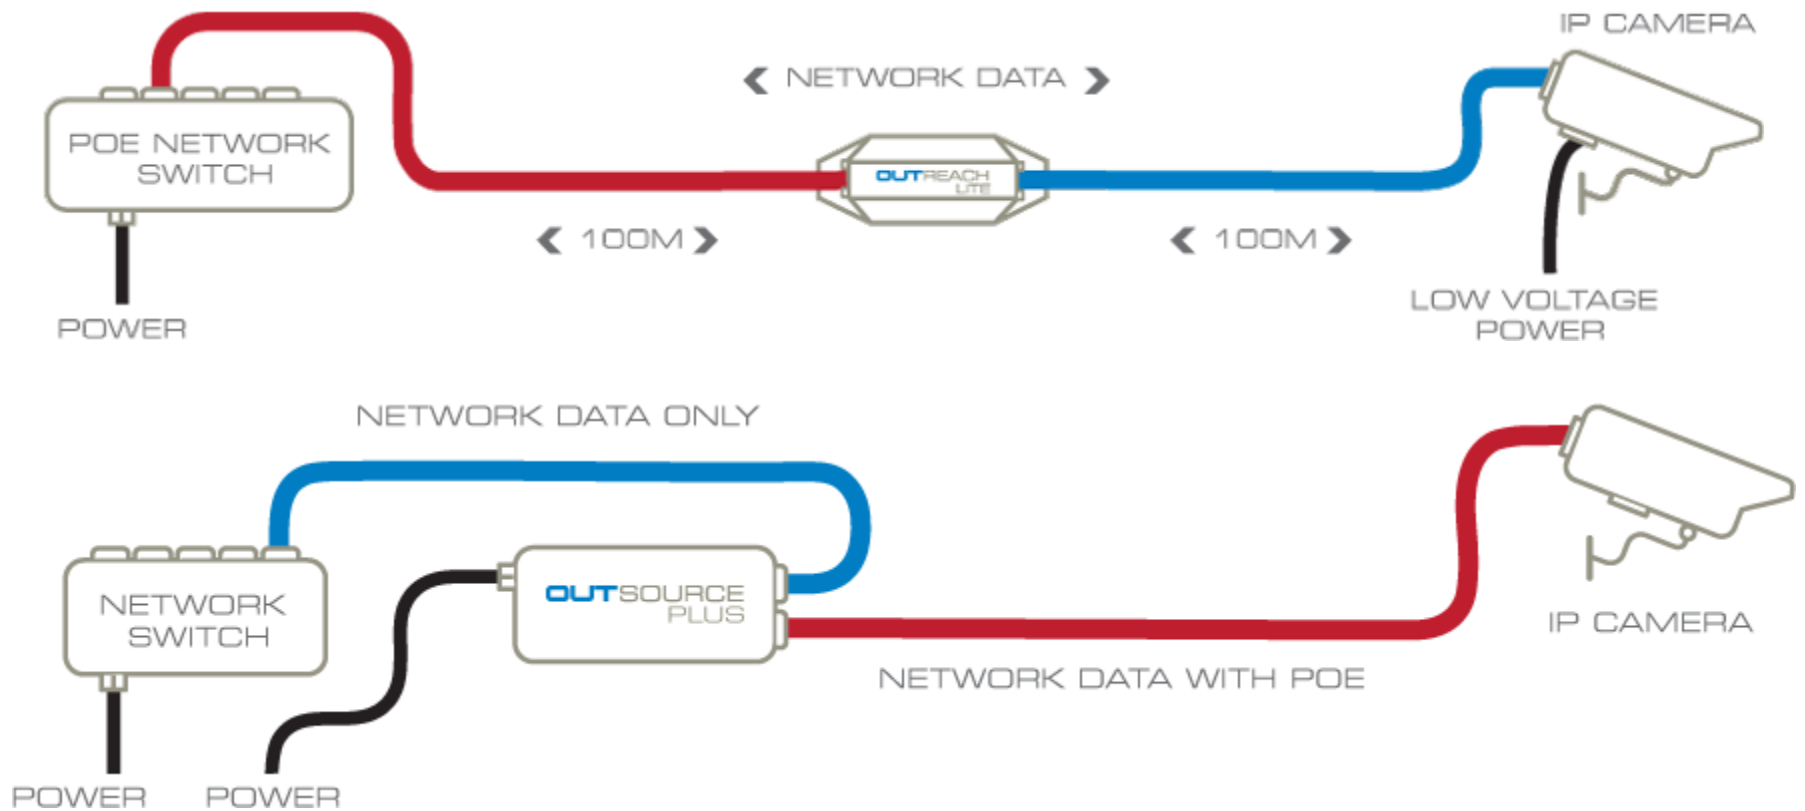 IP CAMERA
NETWORK DATA
POE NETWORK
SWITCH
OUTREACH
LITE
100M
100M
POWER
LOW VOLTAGE
POWER
NETWORK DATA ONLY
NETWORK
SWITCH
OUTSOURCE
PLUS
IP CAMERA
NETWORK DATA WITH POE
POWER
POWER